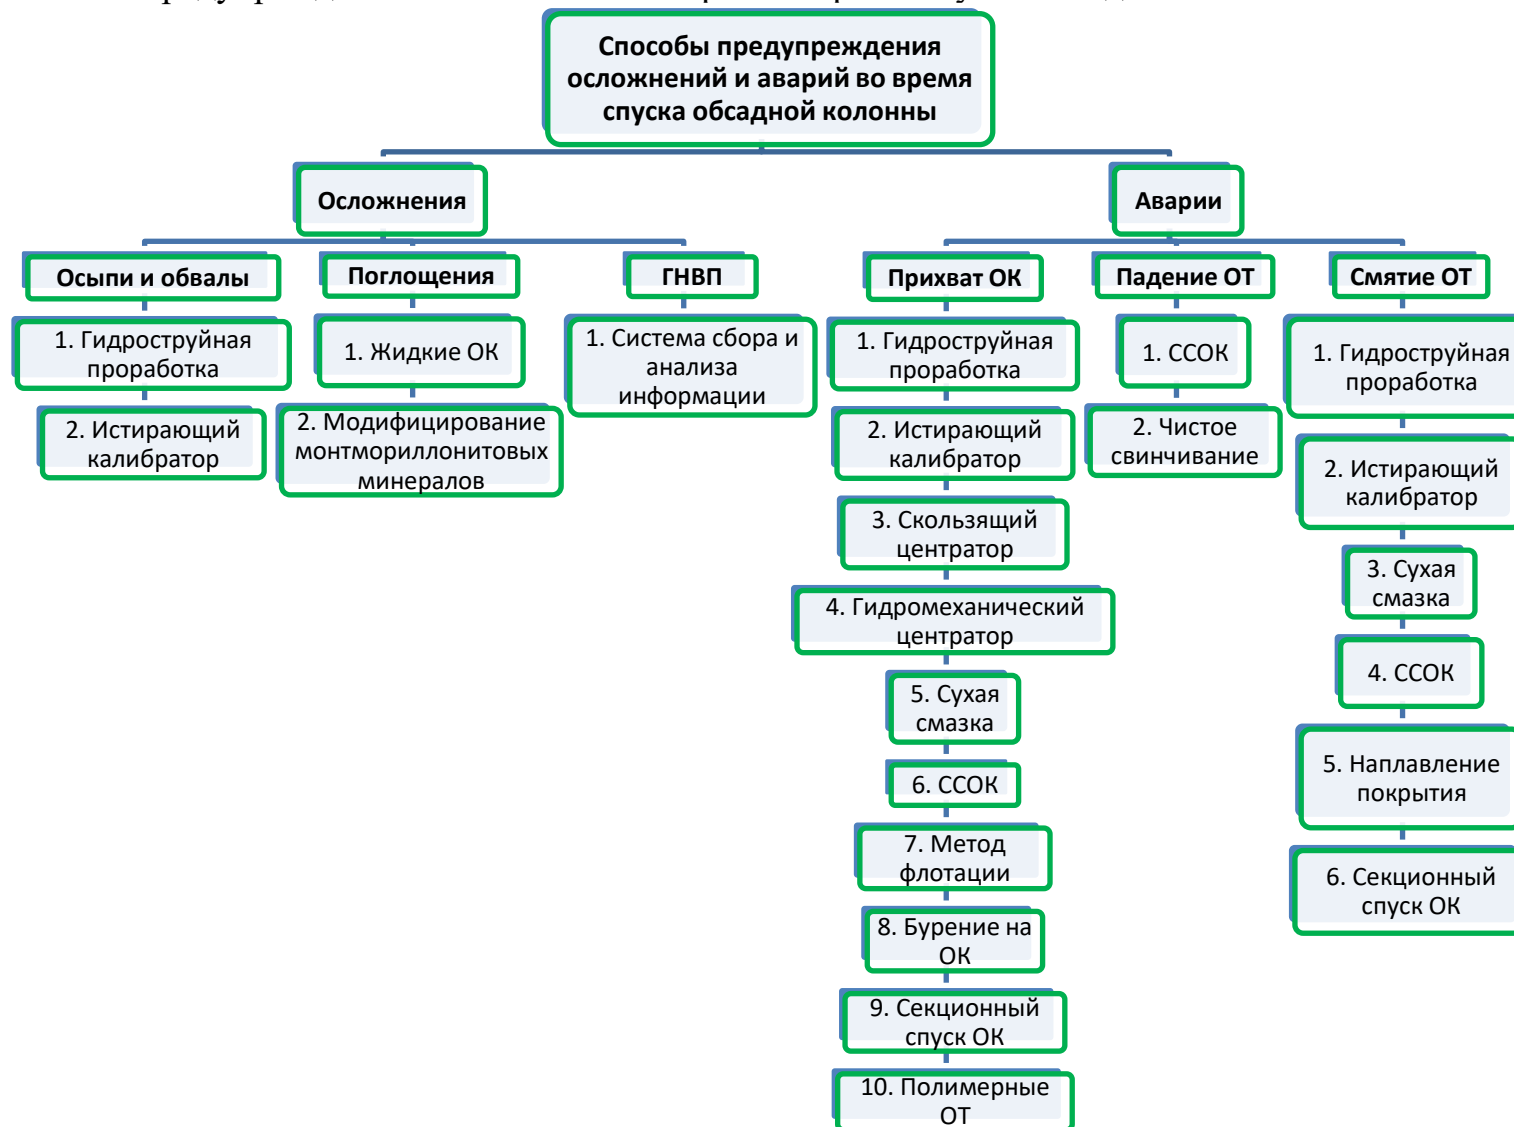 Способы предупреждения
осложнений и аварий во время
спуска обсадной колонны
Осложнения
Аварии
Осыпи и обвалы
Поглощения
ГНВП
Прихват ОК
Падение ОТ
Смятие ОТ
1. Гидроструйная
проработка
2. Истирающий
калибратор
1. Жидкие ОК
2. Модифицирование
монтмориллонитовых
минералов
1. Система сбора и
анализа
информации
1. Гидроструйная
проработка
2. Истирающий
калибратор
3. Скользящий
центратор
4. Гидромеханический
центратор
5. Сухая
смазка
6. ССОК
7. Метод
флотации
8. Бурение на
ОК
9. Секционный
спуск ОК
10. Полимерные
ОТ
1. ССОК
2. Чистое
свинчивание
1. Гидроструйная
проработка
2. Истирающий
калибратор
3. Сухая
смазка
4. ССОК
5. Наплавление
покрытия
6. Секционный
спуск ОК